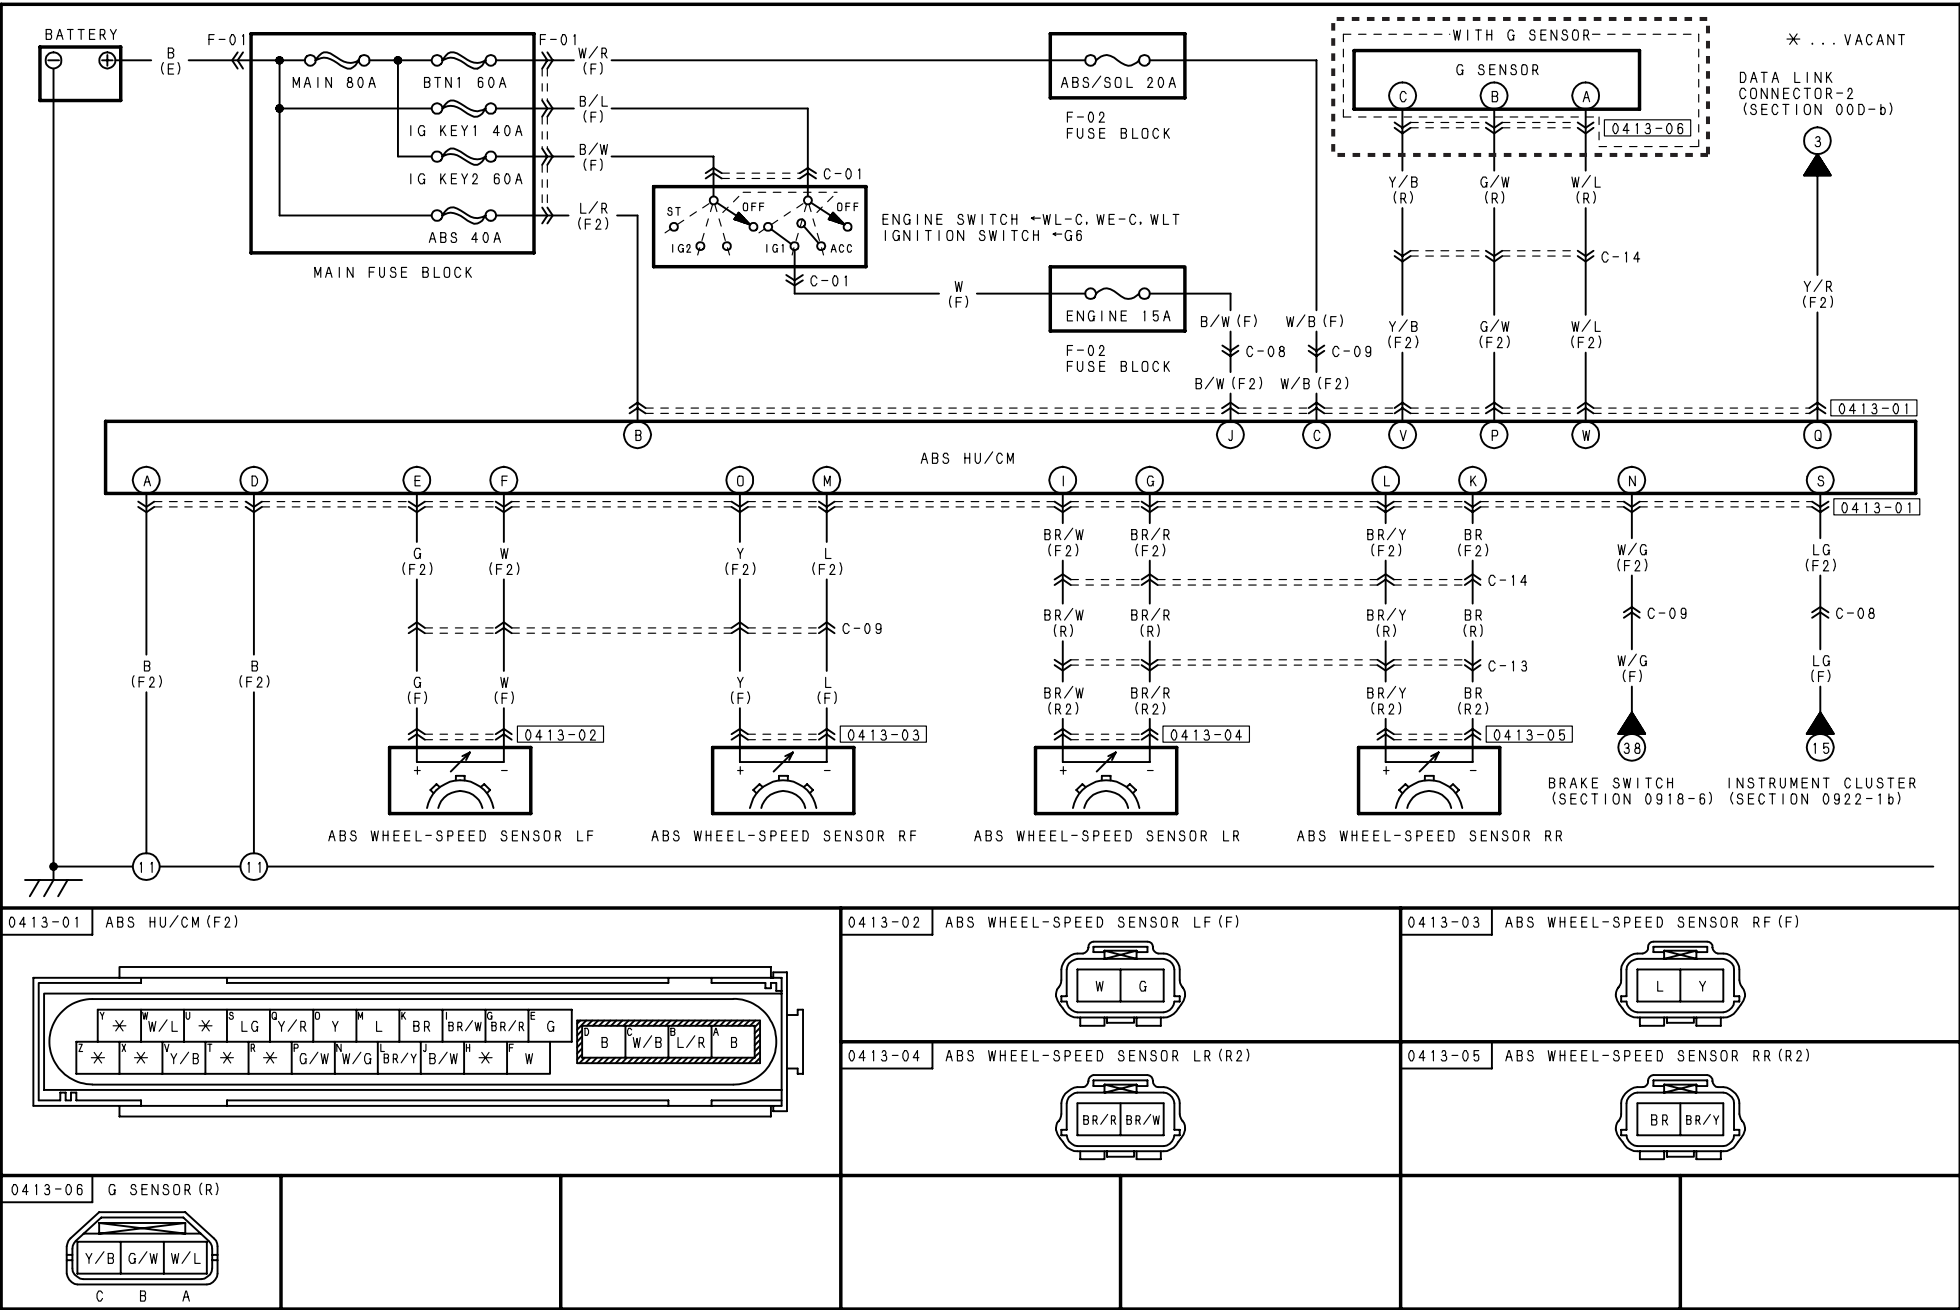 BATTERY
B
(E)
F-01
MAIN 80A
BTN1 60A
IG KEY1 40A
IG KEY2 60A
ABS 40A
MAIN FUSE BLOCK
F-01
W/R
(F)
B/L
(F)
B/W
(F)
L/R
(F2)
C-01
ST
OFF
OFF
IG2
IG1
ACC
C-01
ENGINE SWITCH ←WL-C, WE-C, WLT
IGNITION SWITCH ←G6
W
(F)
ABS/SOL 20A
F-02
FUSE BLOCK
ENGINE 15A
F-02
FUSE BLOCK
B/W(F)
W/B(F)
C-08
C-09
B/W(F2)
W/B(F2)
WITH G SENSOR
G SENSOR
C
B
A
0413-06
Y/B
(R)
G/W
(R)
W/L
(R)
C-14
Y/B
(F2)
G/W
(F2)
W/L
(F2)
* ...VACANT
DATA LINK
CONNECTOR-2
(SECTION 00D-b)
3
Y/R
(F2)
0413-01
B
J
C
V
P
W
Q
ABS HU/CM
A
D
E
F
O
M
I
G
L
K
N
S
0413-01
B
(F2)
B
(F2)
G
(F2)
W
(F2)
Y
(F2)
L
(F2)
BR/W
(F2)
BR/R
(F2)
BR/Y
(F2)
BR
(F2)
W/G
(F2)
LG
(F2)
C-14
C-09
BR/W
(R)
BR/R
(R)
BR/Y
(R)
BR
(R)
C-09
C-08
C-13
G
(F)
W
(F)
Y
(F)
L
(F)
BR/W
(R2)
BR/R
(R2)
BR/Y
(R2)
BR
(R2)
W/G
(F)
LG
(F)
0413-02
0413-03
0413-04
0413-05
+ -
+ -
+ -
+ -
38
15
BRAKE SWITCH
(SECTION 0918-6)
INSTRUMENT CLUSTER
(SECTION 0922-1b)
ABS WHEEL-SPEED SENSOR LF
ABS WHEEL-SPEED SENSOR RF
ABS WHEEL-SPEED SENSOR LR
ABS WHEEL-SPEED SENSOR RR
11
11
0413-01 ABS HU/CM(F2)
Y W U S Q O M K I G E
* W/L * LG Y/R Y L BR BR/W BR/R G
Z X V T R P N L J H F
* * Y/B * * G/W W/G BR/Y B/W * W
D C B A
B W/B L/R B
0413-02 ABS WHEEL-SPEED SENSOR LF(F)
W G
0413-03 ABS WHEEL-SPEED SENSOR RF(F)
L Y
0413-04 ABS WHEEL-SPEED SENSOR LR(R2)
BR/R BR/W
0413-05 ABS WHEEL-SPEED SENSOR RR(R2)
BR BR/Y
0413-06 G SENSOR(R)
Y/B G/W W/L
C B A